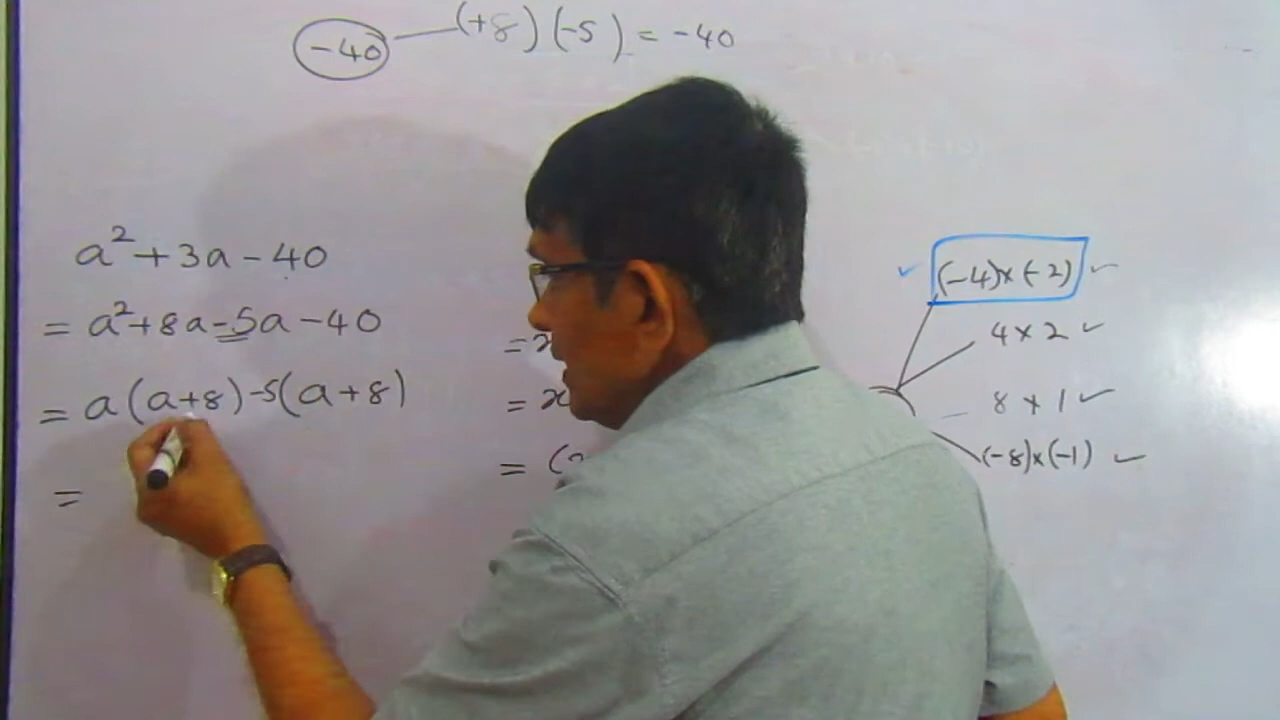 -40 (+8)(-5) = -40
a²+3a-40
= a²+8a-5a-40
= a(a+8)-5(a+8)
=
= x
= x
= (
(-4)x(-2) ✓
4 x 2 ✓
8 x 1 ✓
(-8)x(-1) ✓